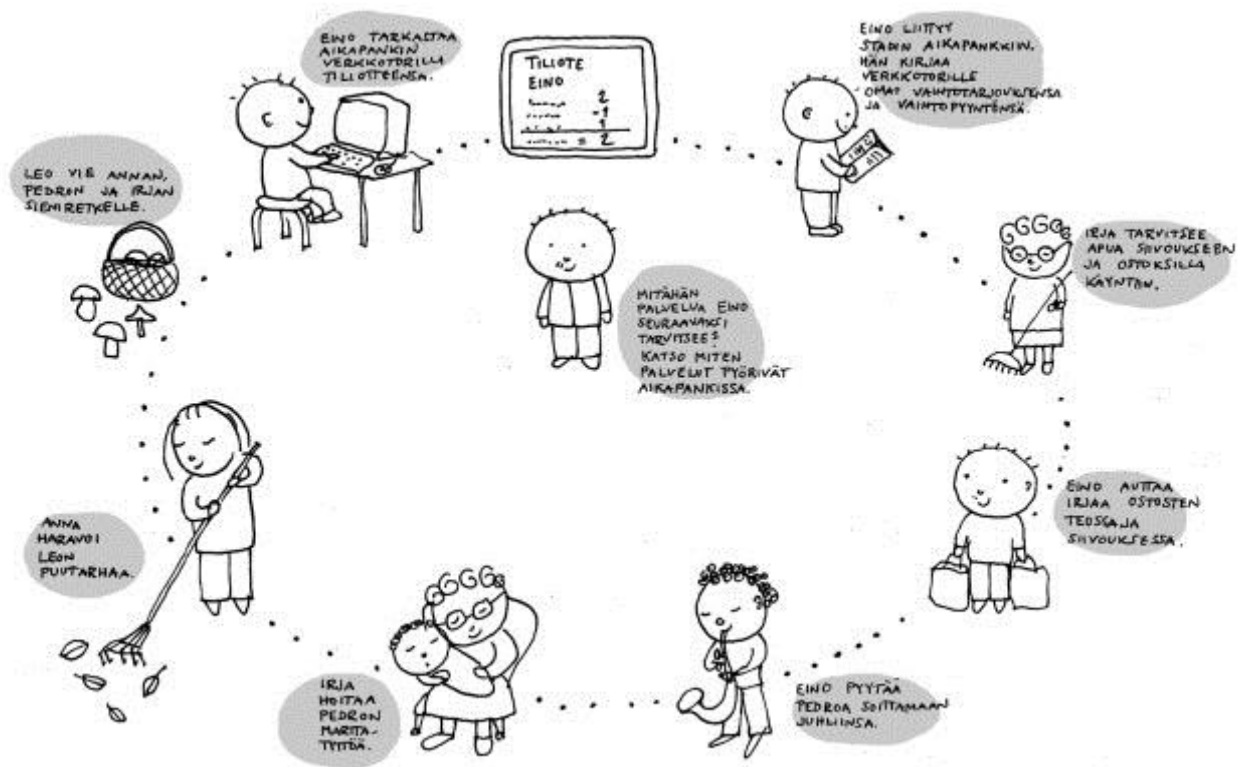 EINO TARKASTAA
AIKAPANKIN
VERKKOTORILLA
TILIOTTEENSA.
TILIOTE
EINO
2
-1
1
= 2
EINO LIITTYY
STADIN AIKAPANKKIIN.
HÄN KIRJAA
VERKKOTORILLE
OMAT VAIHTOTARJOUKSENSA
JA VAIHTOPYYNTÖNSÄ.
IRJA TARVITSEE
APUA SIIVOUKSEEN
JA OSTOKSILLA
KÄYNTIIN.
EINO AUTTAA
IRJAA OSTOSTEN
TEOSSA JA
SIIVOUKSESSA.
EINO PYYTÄÄ
PEDROA SOITTAMAAN
JUHLIINSA.
IRJA
HOITAA
PEDRON
MARITA-
TYTTÖÄ.
ANNA
HARAVOI
LEON
PUUTARHAA.
LEO VIE ANNAN,
PEDRON JA IRJAN
SIENIRETKELLE.
MITÄHÄN
PALVELUA EINO
SEURAAVAKSI
TARVITSEE?
KATSO MITEN
PALVELUT PYÖRIVÄT
AIKAPANKISSA.